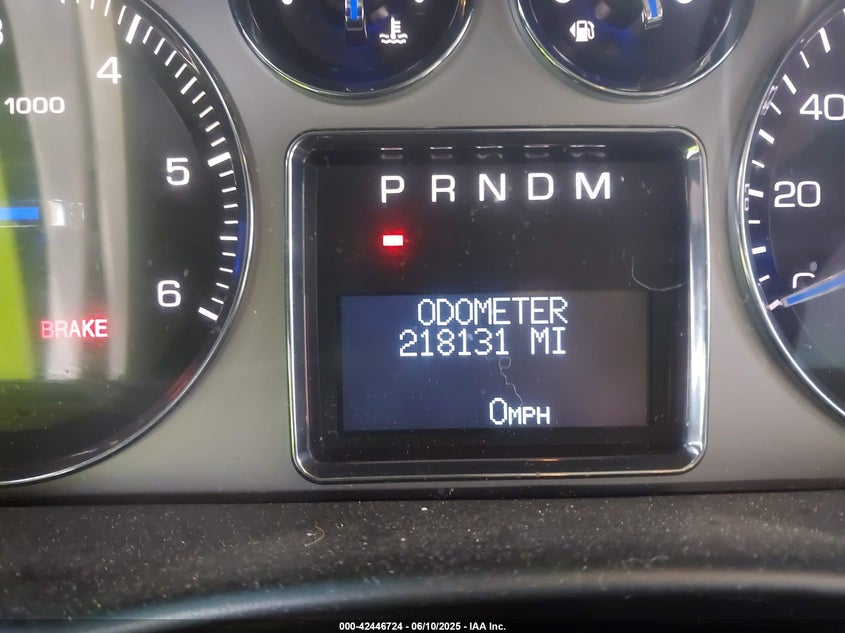 4
1000
5
6
BRAKE
P R N D M
ODOMETER
218131 MI
0MPH
40
20
000-42446724 - 06/10/2025 - IAA Inc.